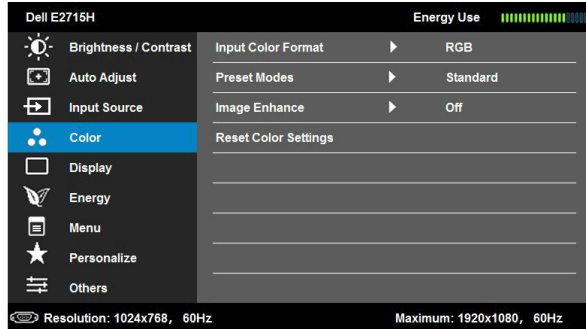 Dell E2715H Energy Use
Brightness / Contrast Input Color Format RGB
Auto Adjust Preset Modes Standard
Input Source Image Enhance Off
Color Reset Color Settings
Display
Energy
Menu
Personalize
Others
Resolution: 1024x768, 60Hz Maximum: 1920x1080, 60Hz